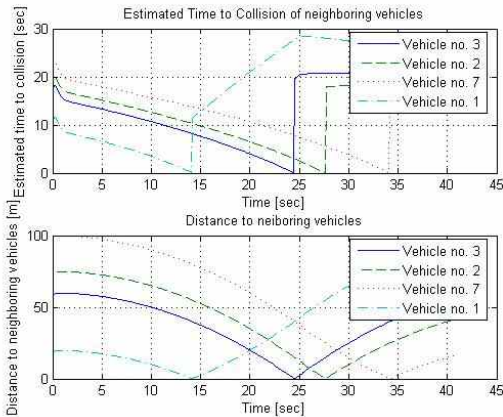 Estimated Time to Collision of neighboring vehicles
Estimated time to collision [sec]
30
20
10
0
Vehicle no. 3
Vehicle no. 2
Vehicle no. 7
Vehicle no. 1
0 5 10 15 20 25 30 35 40 45
Time [sec]
Distance to neiboring vehicles
Distance to neighboring vehicles [m]
100
50
0
Vehicle no. 3
Vehicle no. 2
Vehicle no. 7
Vehicle no. 1
0 5 10 15 20 25 30 35 40 45
Time [sec]